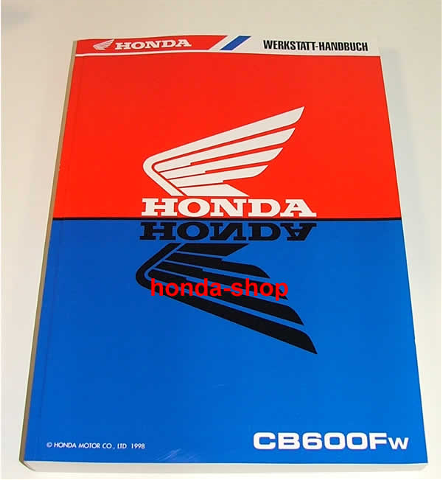 HONDA WERKSTATT-HANDBUCH
HONDA
HONDA
honda-shop
© HONDA MOTOR CO., LTD. 1998
CB600FW